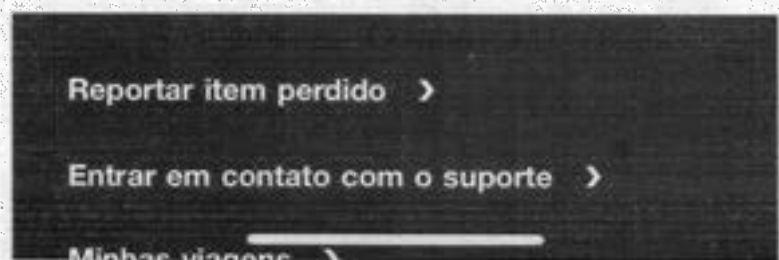 Reportar item perdido ❯
Entrar em contato com o suporte ❯
Minhas viagens ❯